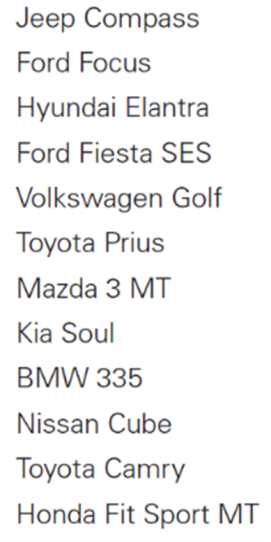 Jeep Compass
Ford Focus
Hyundai Elantra
Ford Fiesta SES
Volkswagen Golf
Toyota Prius
Mazda 3 MT
Kia Soul
BMW 335
Nissan Cube
Toyota Camry
Honda Fit Sport MT